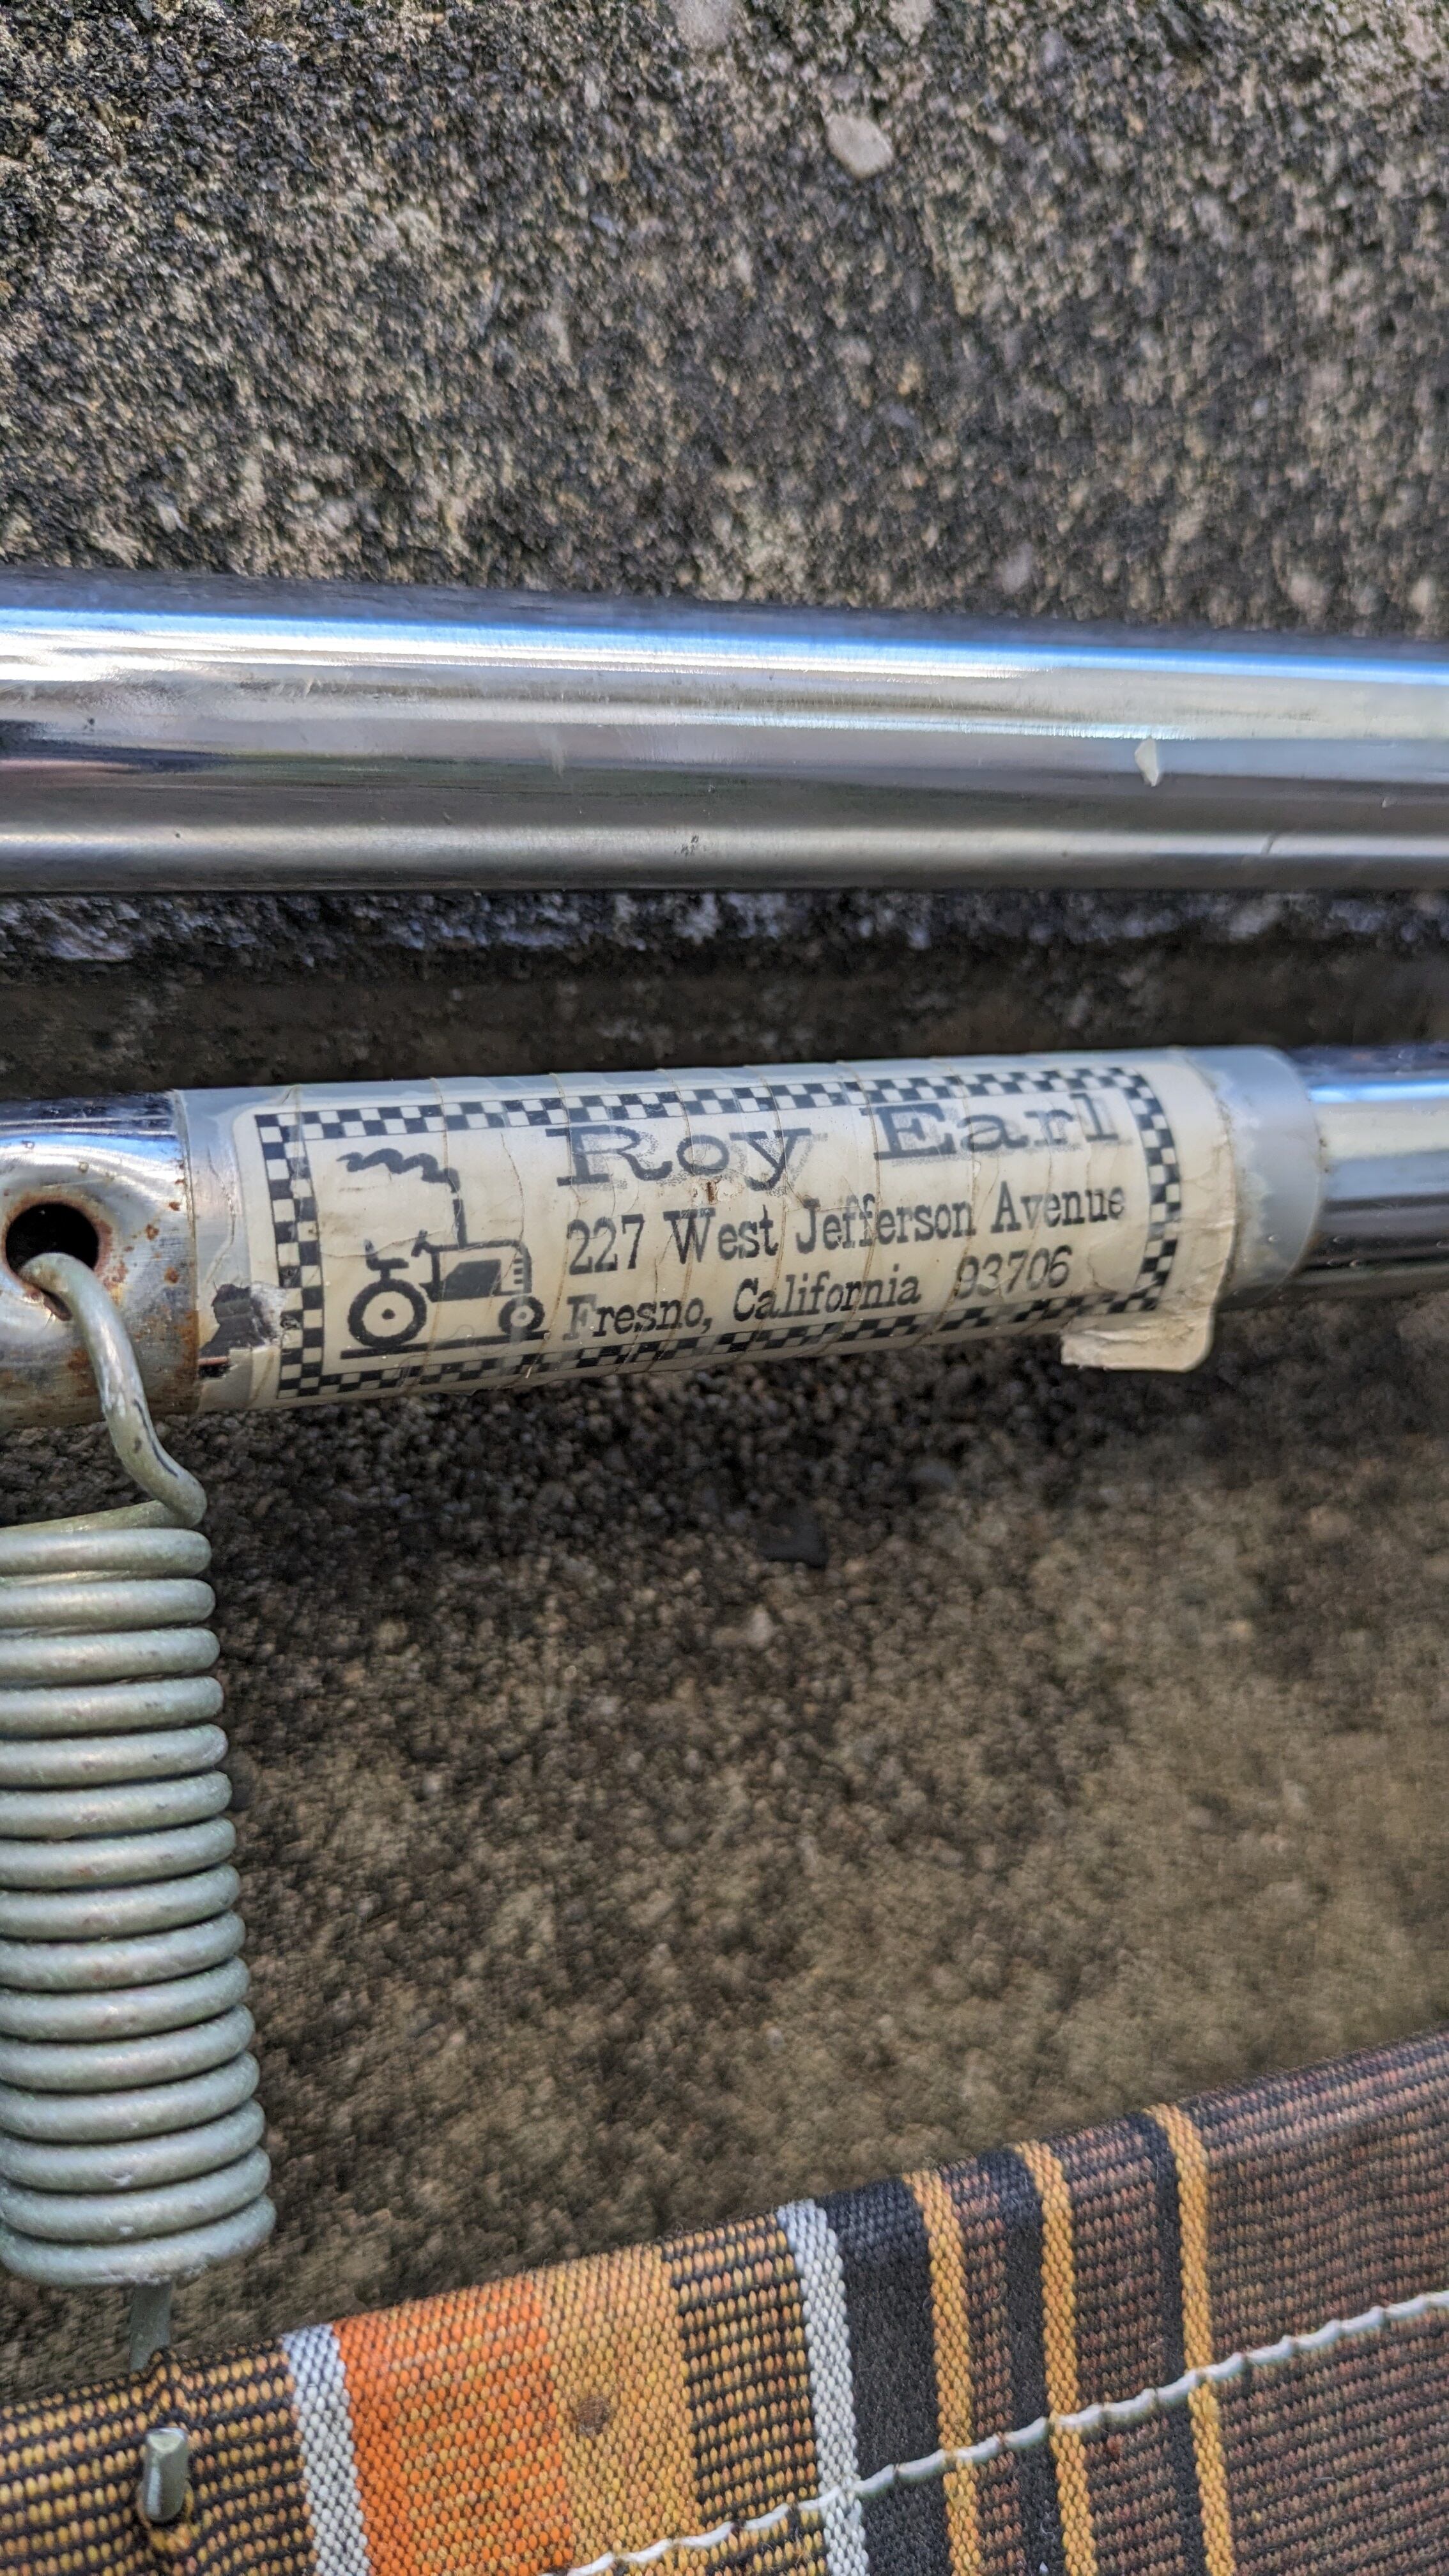 Roy Earl
227 West Jefferson Avenue
Fresno, California 93706